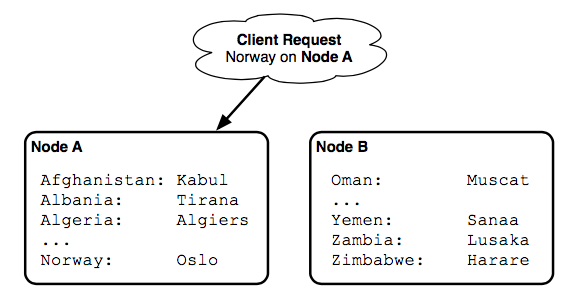 Client Request
Norway on Node A
Node A
Afghanistan: Kabul
Albania: Tirana
Algeria: Algiers
...
Norway: Oslo
Node B
Oman: Muscat
...
Yemen: Sanaa
Zambia: Lusaka
Zimbabwe: Harare